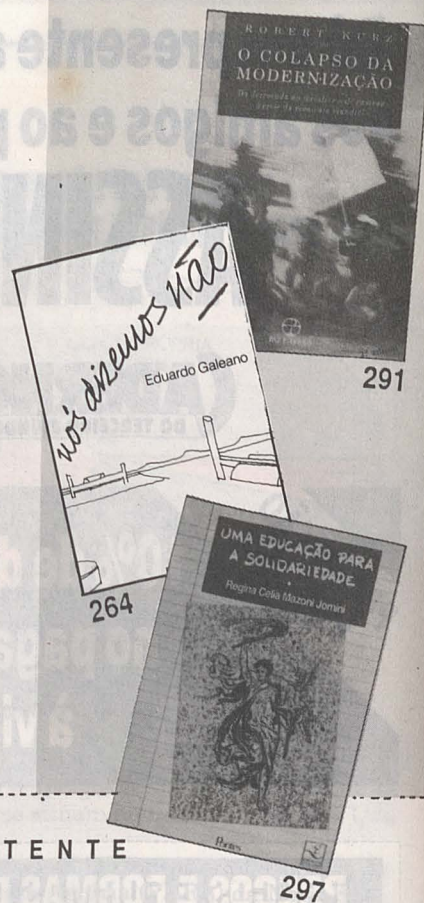 ROBERT KURZ
O COLAPSO DA
MODERNIZAÇÃO
291
nós dizemos não
Eduardo Galeano
264
UMA EDUCAÇÃO PARA
A SOLIDARIEDADE
Regina Celia Mazoni Jomini
Pontes
297
TENTE